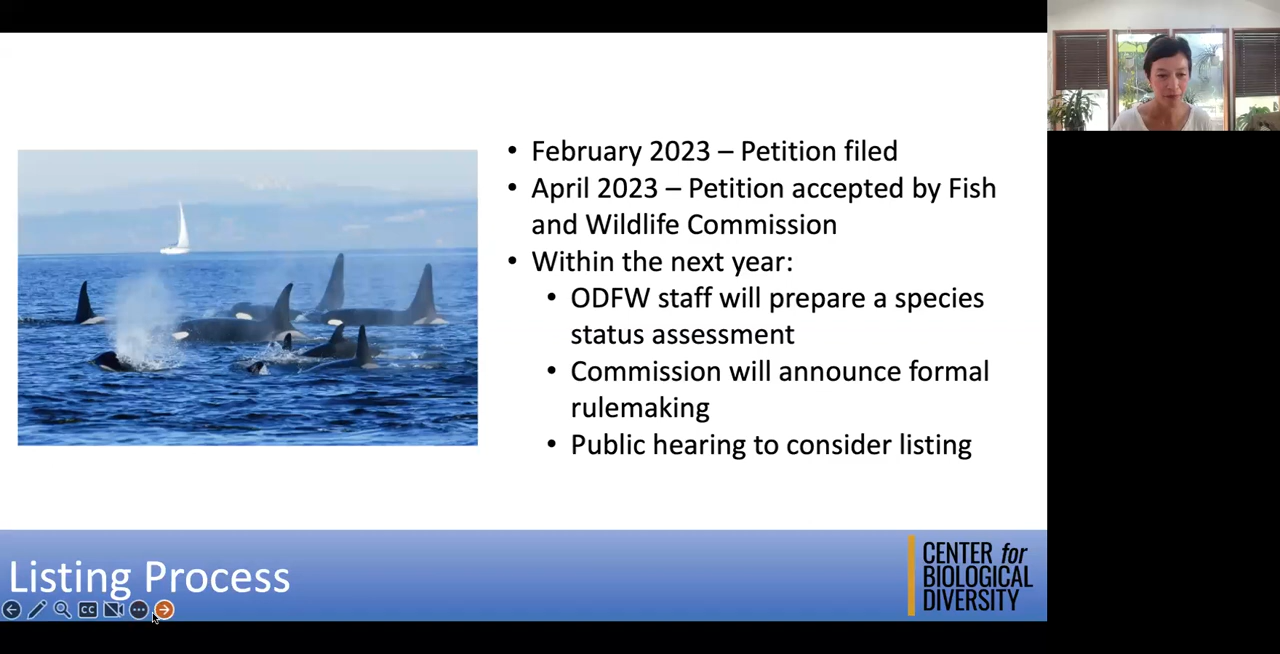 • February 2023 – Petition filed
• April 2023 – Petition accepted by Fish
and Wildlife Commission
• Within the next year:
• ODFW staff will prepare a species
status assessment
• Commission will announce formal
rulemaking
• Public hearing to consider listing
Listing Process
CC
CENTER for
BIOLOGICAL
DIVERSITY